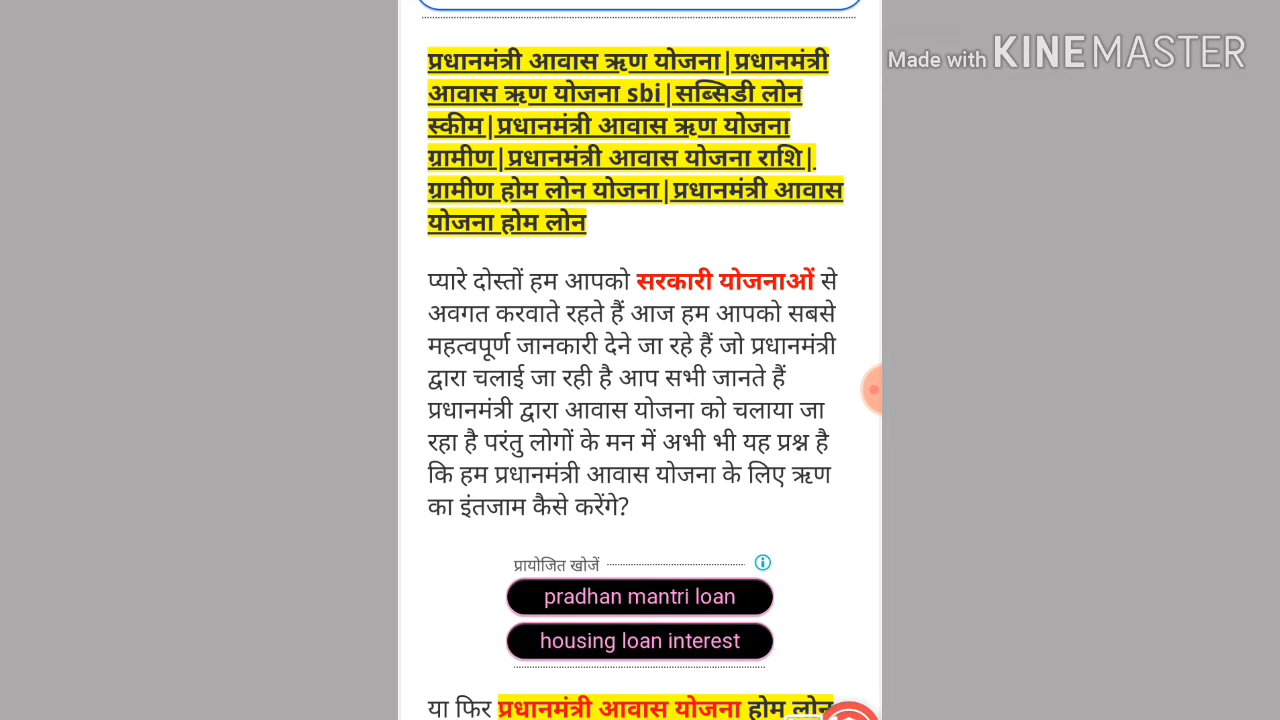 Made with KINEMASTER
प्रधानमंत्री आवास ऋण योजना|प्रधानमंत्री
आवास ऋण योजना sbi|सब्सिडी लोन
स्कीम|प्रधानमंत्री आवास ऋण योजना
ग्रामीण|प्रधानमंत्री आवास योजना राशि|
ग्रामीण होम लोन योजना|प्रधानमंत्री आवास
योजना होम लोन
प्यारे दोस्तों हम आपको सरकारी योजनाओं से
अवगत करवाते रहते हैं आज हम आपको सबसे
महत्वपूर्ण जानकारी देने जा रहे हैं जो प्रधानमंत्री
द्वारा चलाई जा रही है आप सभी जानते हैं
प्रधानमंत्री द्वारा आवास योजना को चलाया जा
रहा है परंतु लोगों के मन में अभी भी यह प्रश्न है
कि हम प्रधानमंत्री आवास योजना के लिए ऋण
का इंतजाम कैसे करेंगे?
प्रायोजित खोजें
pradhan mantri loan
housing loan interest
या फिर प्रधानमंत्री आवास योजना होम लोन